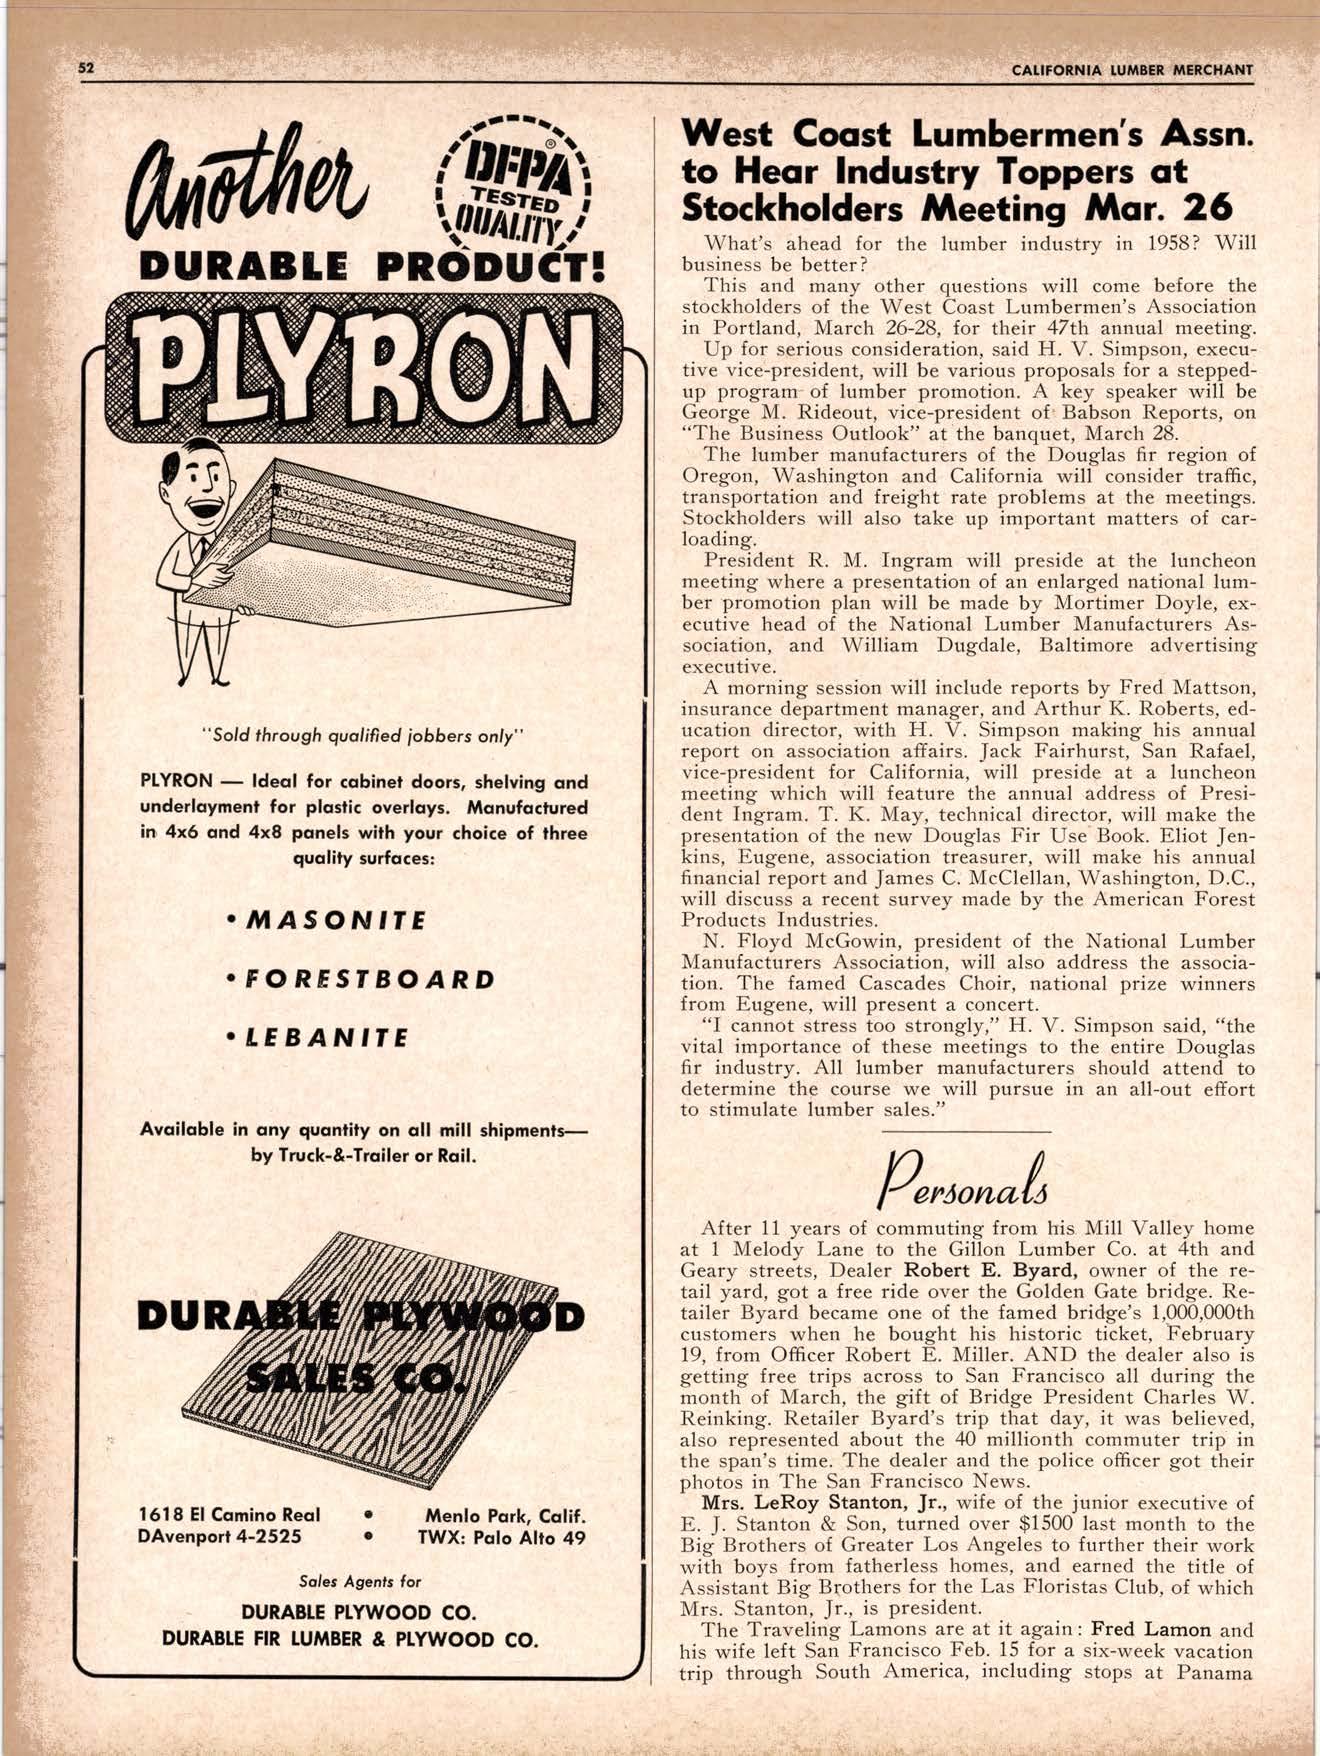 52
CALIFORNIA LUMBER MERCHANT
Another
DFPA®
TESTED
QUALITY
DURABLE PRODUCT!
PLYRON
"Sold through qualified jobbers only"
PLYRON — Ideal for cabinet doors, shelving and
underlayment for plastic overlays. Manufactured
in 4x6 and 4x8 panels with your choice of three
quality surfaces:
• MASONITE
• FORESTBOARD
• LEBANITE
Available in any quantity on all mill shipments—
by Truck-&-Trailer or Rail.
DURABLE PLYWOOD
SALES CO.
1618 El Camino Real • Menlo Park, Calif.
DAvenport 4-2525 • TWX: Palo Alto 49
Sales Agents for
DURABLE PLYWOOD CO.
DURABLE FIR LUMBER & PLYWOOD CO.
West Coast Lumbermen's Assn.
to Hear Industry Toppers at
Stockholders Meeting Mar. 26
What's ahead for the lumber industry in 1958? Will
business be better?
This and many other questions will come before the
stockholders of the West Coast Lumbermen's Association
in Portland, March 26-28, for their 47th annual meeting.
Up for serious consideration, said H. V. Simpson, execu-
tive vice-president, will be various proposals for a stepped-
up program of lumber promotion. A key speaker will be
George M. Rideout, vice-president of Babson Reports, on
"The Business Outlook" at the banquet, March 28.
The lumber manufacturers of the Douglas fir region of
Oregon, Washington and California will consider traffic,
transportation and freight rate problems at the meetings.
Stockholders will also take up important matters of car-
loading.
President R. M. Ingram will preside at the luncheon
meeting where a presentation of an enlarged national lum-
ber promotion plan will be made by Mortimer Doyle, ex-
ecutive head of the National Lumber Manufacturers As-
sociation, and William Dugdale, Baltimore advertising
executive.
A morning session will include reports by Fred Mattson,
insurance department manager, and Arthur K. Roberts, ed-
ucation director, with H. V. Simpson making his annual
report on association affairs. Jack Fairhurst, San Rafael,
vice-president for California, will preside at a luncheon
meeting which will feature the annual address of Presi-
dent Ingram. T. K. May, technical director, will make the
presentation of the new Douglas Fir Use Book. Eliot Jen-
kins, Eugene, association treasurer, will make his annual
financial report and James C. McClellan, Washington, D.C.,
will discuss a recent survey made by the American Forest
Products Industries.
N. Floyd McGowin, president of the National Lumber
Manufacturers Association, will also address the associa-
tion. The famed Cascades Choir, national prize winners
from Eugene, will present a concert.
"I cannot stress too strongly," H. V. Simpson said, "the
vital importance of these meetings to the entire Douglas
fir industry. All lumber manufacturers should attend to
determine the course we will pursue in an all-out effort
to stimulate lumber sales."
Personals
After 11 years of commuting from his Mill Valley home
at 1 Melody Lane to the Gillon Lumber Co. at 4th and
Geary streets, Dealer Robert E. Byard, owner of the re-
tail yard, got a free ride over the Golden Gate bridge. Re-
tailer Byard became one of the famed bridge's 1,000,000th
customers when he bought his historic ticket, February
19, from Officer Robert E. Miller. AND the dealer also is
getting free trips across to San Francisco all during the
month of March, the gift of Bridge President Charles W.
Reinking. Retailer Byard's trip that day, it was believed,
also represented about the 40 millionth commuter trip in
the span's time. The dealer and the police officer got their
photos in The San Francisco News.
Mrs. LeRoy Stanton, Jr., wife of the junior executive of
E. J. Stanton & Son, turned over $1500 last month to the
Big Brothers of Greater Los Angeles to further their work
with boys from fatherless homes, and earned the title of
Assistant Big Brothers for the Las Floristas Club, of which
Mrs. Stanton, Jr., is president.
The Traveling Lamons are at it again: Fred Lamon and
his wife left San Francisco Feb. 15 for a six-week vacation
trip through South America, including stops at Panama